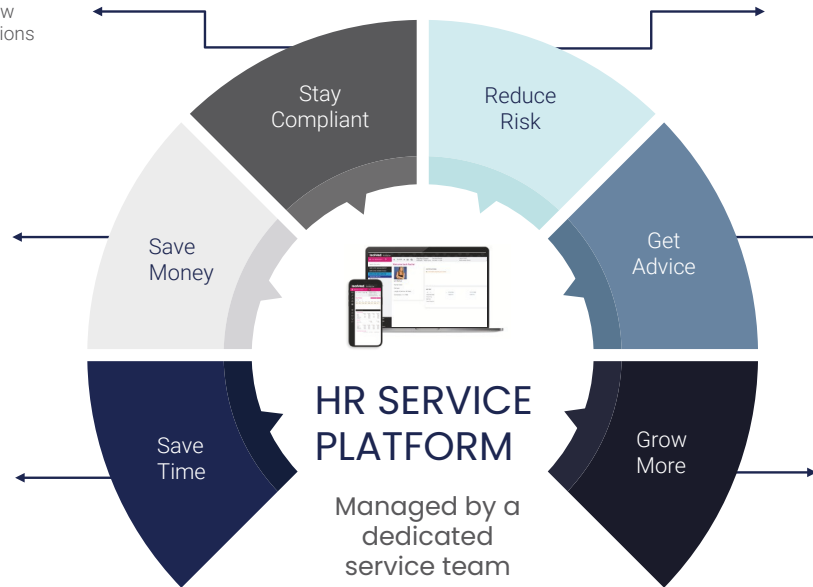 Stay
Compliant
Reduce
Risk
Save
Money
Get
Advice
HR SERVICE
PLATFORM
Save
Time
Grow
More
Managed by a
dedicated
service team